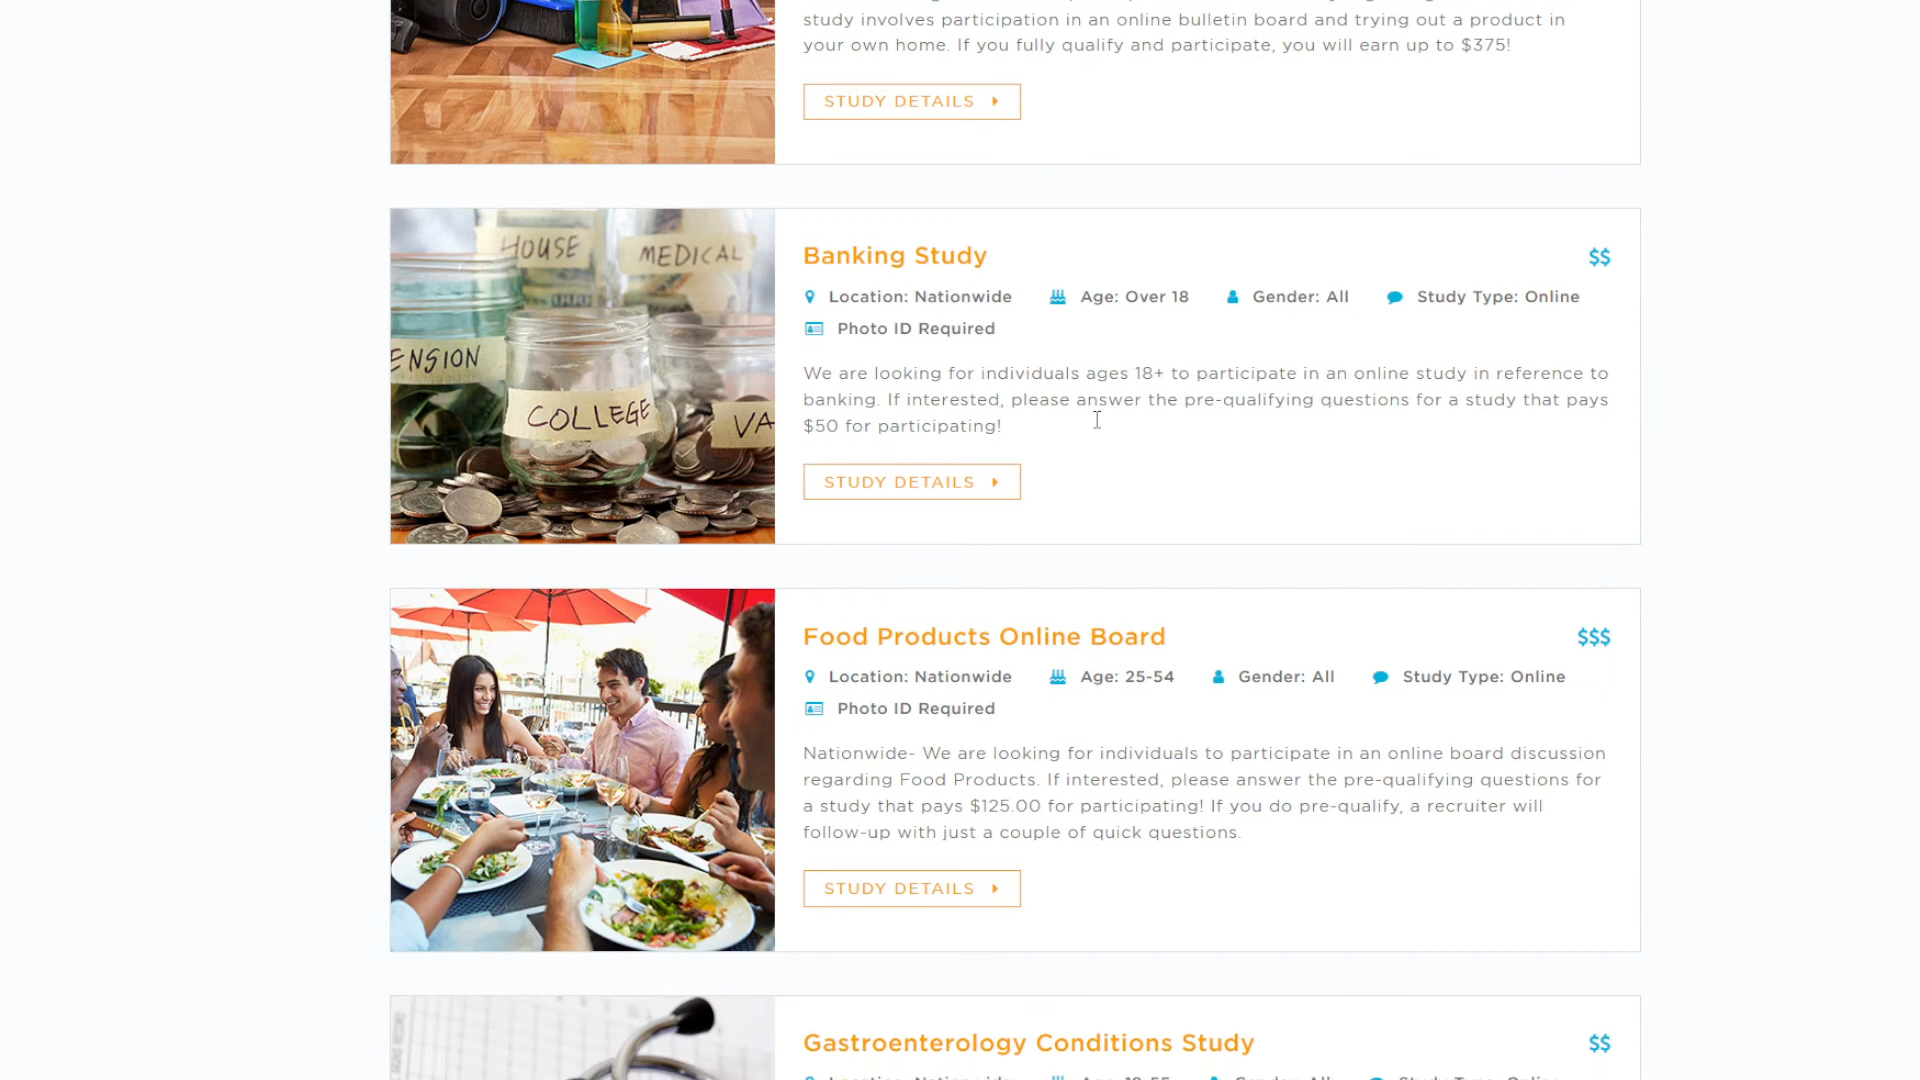 study involves participation in an online bulletin board and trying out a product in
your own home. If you fully qualify and participate, you will earn up to $375!
STUDY DETAILS
HOUSE
MEDICAL
ENSION
COLLEGE
VA
Banking Study
$$
Location: Nationwide Age: Over 18 Gender: All Study Type: Online
Photo ID Required
We are looking for individuals ages 18+ to participate in an online study in reference to
banking. If interested, please answer the pre-qualifying questions for a study that pays
$50 for participating!
STUDY DETAILS
Food Products Online Board
$$$
Location: Nationwide Age: 25-54 Gender: All Study Type: Online
Photo ID Required
Nationwide- We are looking for individuals to participate in an online board discussion
regarding Food Products. If interested, please answer the pre-qualifying questions for
a study that pays $125.00 for participating! If you do pre-qualify, a recruiter will
follow-up with just a couple of quick questions.
STUDY DETAILS
Gastroenterology Conditions Study
$$